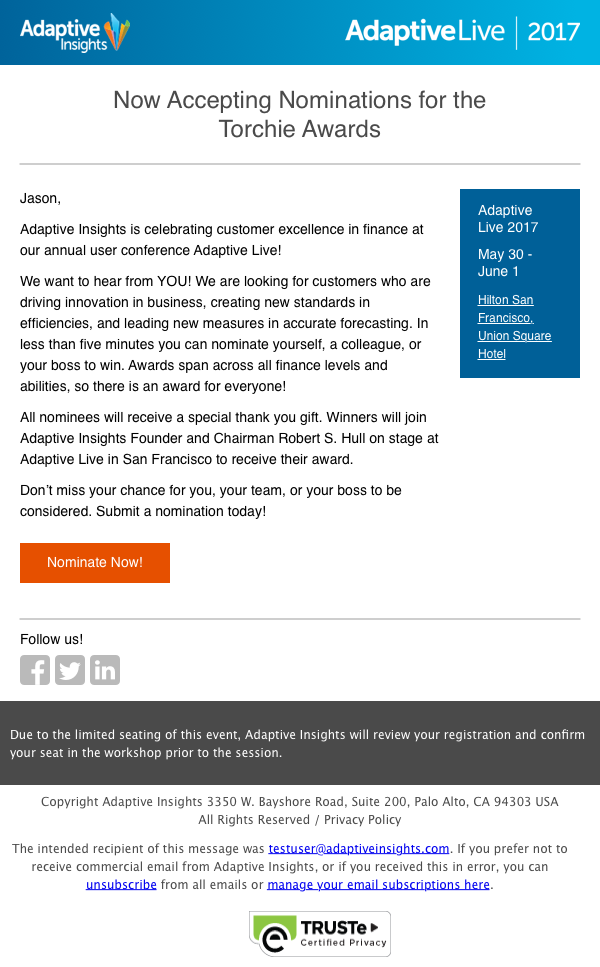 Adaptive
Insights
AdaptiveLive | 2017
Now Accepting Nominations for the
Torchie Awards
Jason,
Adaptive Insights is celebrating customer excellence in finance at
our annual user conference Adaptive Live!
We want to hear from YOU! We are looking for customers who are
driving innovation in business, creating new standards in
efficiencies, and leading new measures in accurate forecasting. In
less than five minutes you can nominate yourself, a colleague, or
your boss to win. Awards span across all finance levels and
abilities, so there is an award for everyone!
All nominees will receive a special thank you gift. Winners will join
Adaptive Insights Founder and Chairman Robert S. Hull on stage at
Adaptive Live in San Francisco to receive their award.
Don’t miss your chance for you, your team, or your boss to be
considered. Submit a nomination today!
Nominate Now!
Adaptive
Live 2017
May 30 -
June 1
Hilton San
Francisco,
Union Square
Hotel
Follow us!
f
in
Due to the limited seating of this event, Adaptive Insights will review your registration and confirm
your seat in the workshop prior to the session.
Copyright Adaptive Insights 3350 W. Bayshore Road, Suite 200, Palo Alto, CA 94303 USA
All Rights Reserved / Privacy Policy
The intended recipient of this message was testuser@adaptiveinsights.com. If you prefer not to
receive commercial email from Adaptive Insights, or if you received this in error, you can
unsubscribe from all emails or manage your email subscriptions here.
e
TRUSTe
Certified Privacy